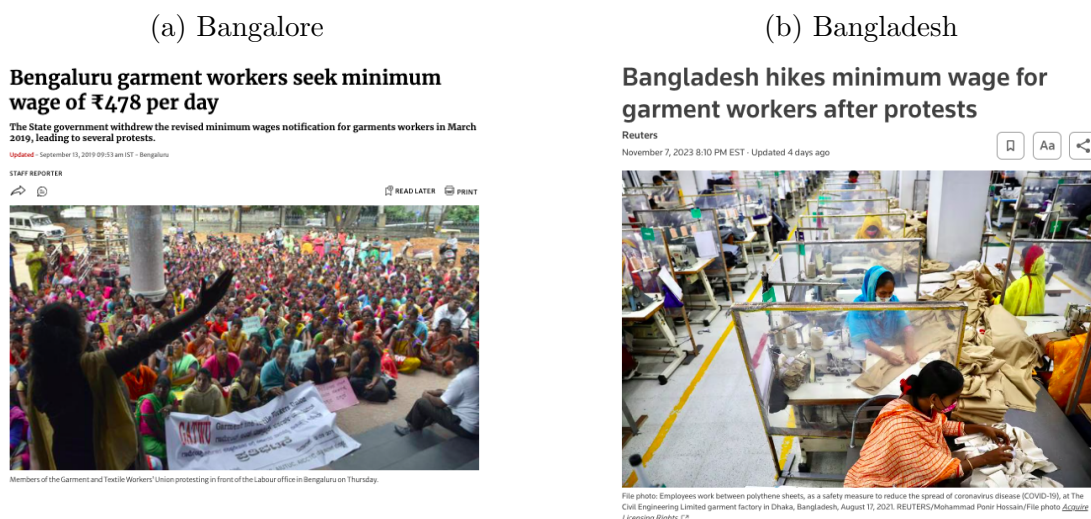 (a) Bangalore
Bengaluru garment workers seek minimum
wage of ₹478 per day
The State government withdrew the revised minimum wages notification for garments workers in March
2019, leading to several protests.
Updated - September 13, 2019 09:53 am IST - Bengaluru
STAFF REPORTER
READ LATER PRINT
GATWU
Members of the Garment and Textile Workers' Union protesting in front of the Labour office in Bengaluru on Thursday.
(b) Bangladesh
Bangladesh hikes minimum wage for
garment workers after protests
Reuters
November 7, 2023 8:10 PM EST · Updated 4 days ago
Aa
File photo: Employees work between polythene sheets, as a safety measure to reduce the spread of coronavirus disease (COVID-19), at The
Civil Engineering Limited garment factory in Dhaka, Bangladesh, August 17, 2021. REUTERS/Mohammad Ponir Hossain/File photo Acquire
Licensing Rights